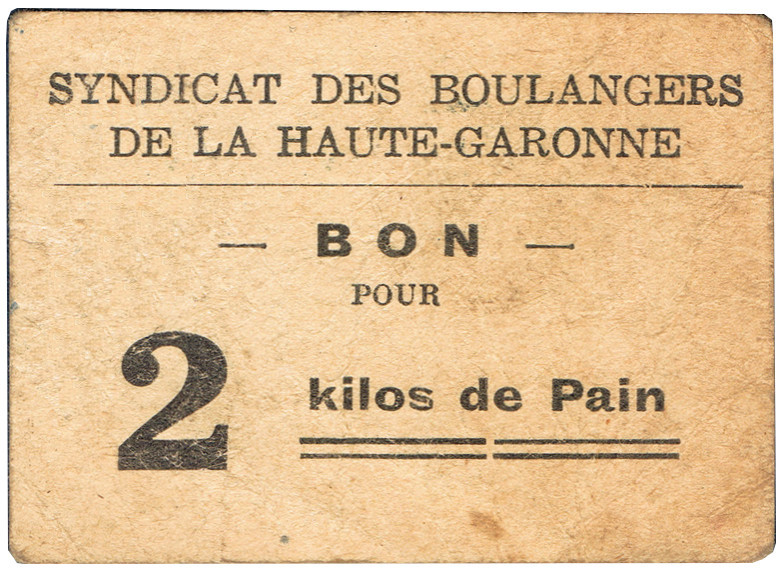 SYNDICAT DES BOULANGERS
DE LA HAUTE-GARONNE
— BON —
POUR
2 kilos de Pain